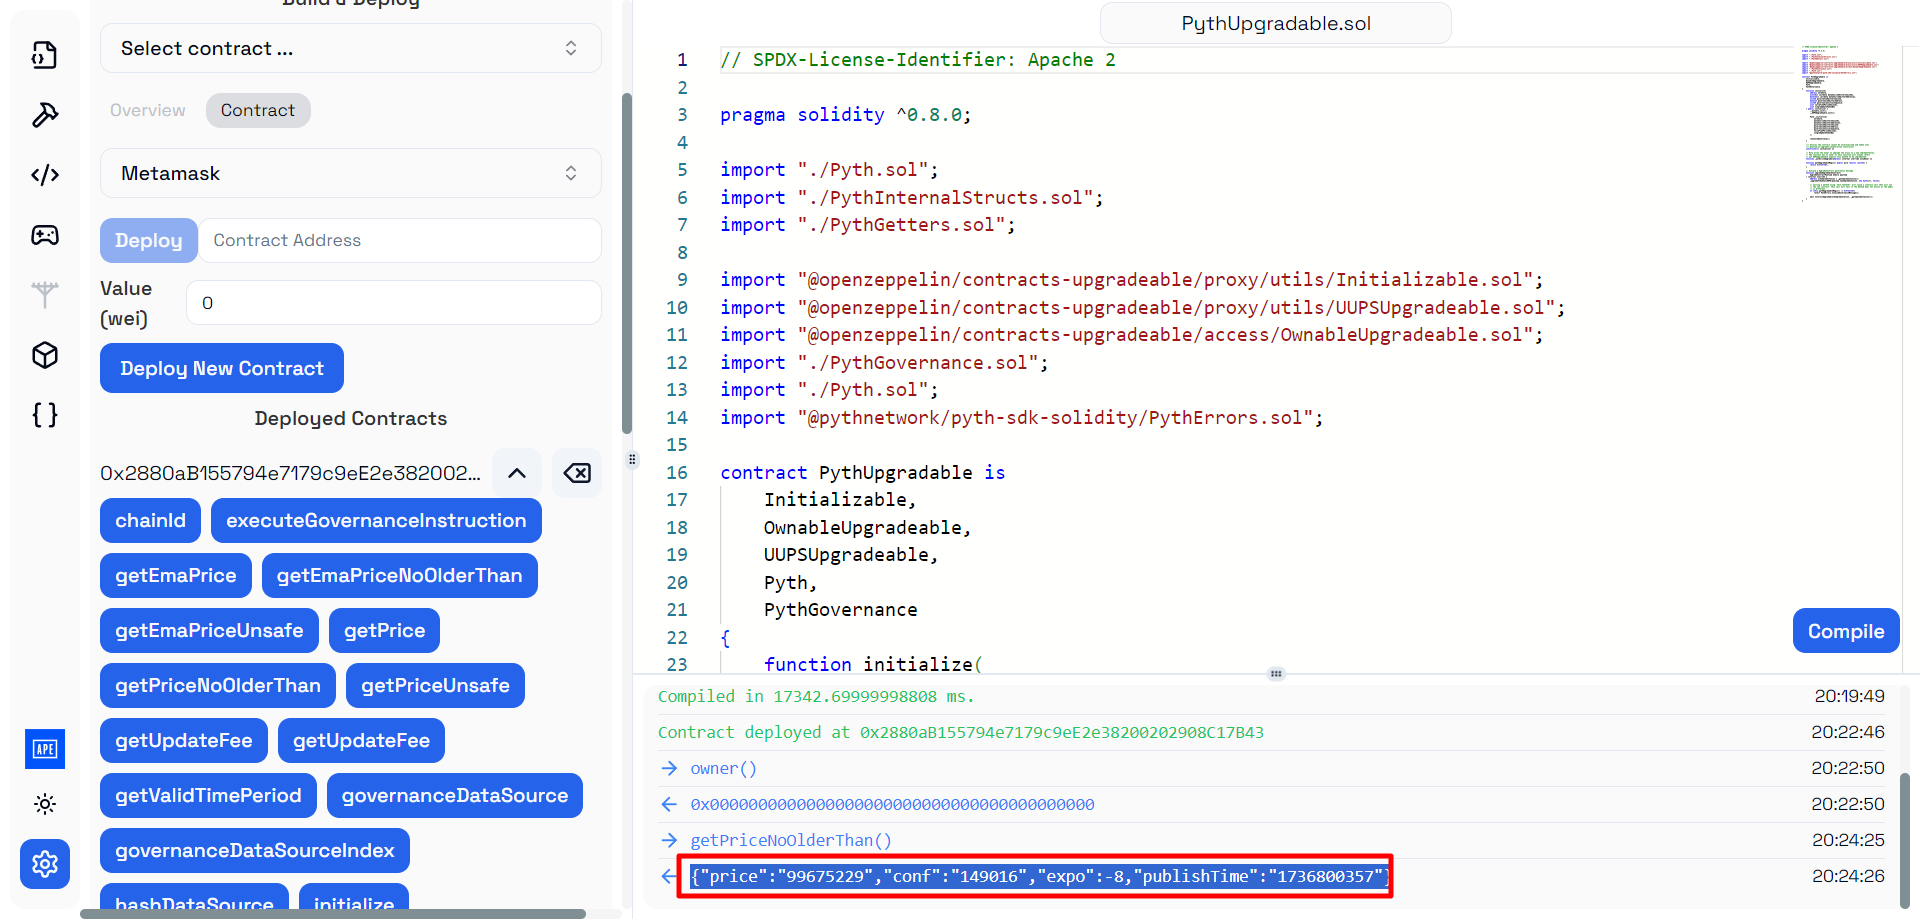 Build & Deploy
Select contract ...
Overview
Contract
Metamask
Deploy
Contract Address
Value
(wei)
0
Deploy New Contract
Deployed Contracts
0x2880aB155794e7179c9eE2e382002...
chainId
executeGovernanceInstruction
getEmaPrice
getEmaPriceNoOlderThan
getEmaPriceUnsafe
getPrice
getPriceNoOlderThan
getPriceUnsafe
getUpdateFee
getUpdateFee
getValidTimePeriod
governanceDataSource
governanceDataSourceIndex
hashDataSource
initialize
APE
PythUpgradable.sol
1 // SPDX-License-Identifier: Apache 2
2
3 pragma solidity ^0.8.0;
4
5 import "./Pyth.sol";
6 import "./PythInternalStructs.sol";
7 import "./PythGetters.sol";
8
9 import "@openzeppelin/contracts-upgradeable/proxy/utils/Initializable.sol";
10 import "@openzeppelin/contracts-upgradeable/proxy/utils/UUPSUpgradeable.sol";
11 import "@openzeppelin/contracts-upgradeable/access/OwnableUpgradeable.sol";
12 import "./PythGovernance.sol";
13 import "./Pyth.sol";
14 import "@pythnetwork/pyth-sdk-solidity/PythErrors.sol";
15
16 contract PythUpgradable is
17 Initializable,
18 OwnableUpgradeable,
19 UUPSUpgradeable,
20 Pyth,
21 PythGovernance
22 {
23 function initialize(
Compile
Compiled in 17342.69999998808 ms. 20:19:49
Contract deployed at 0x2880aB155794e7179c9eE2e38200202908C17B43 20:22:46
→ owner() 20:22:50
← 0x0000000000000000000000000000000000000000 20:22:50
→ getPriceNoOlderThan() 20:24:25
← {"price":"99675229","conf":"149016","expo":-8,"publishTime":"1736800357"} 20:24:26